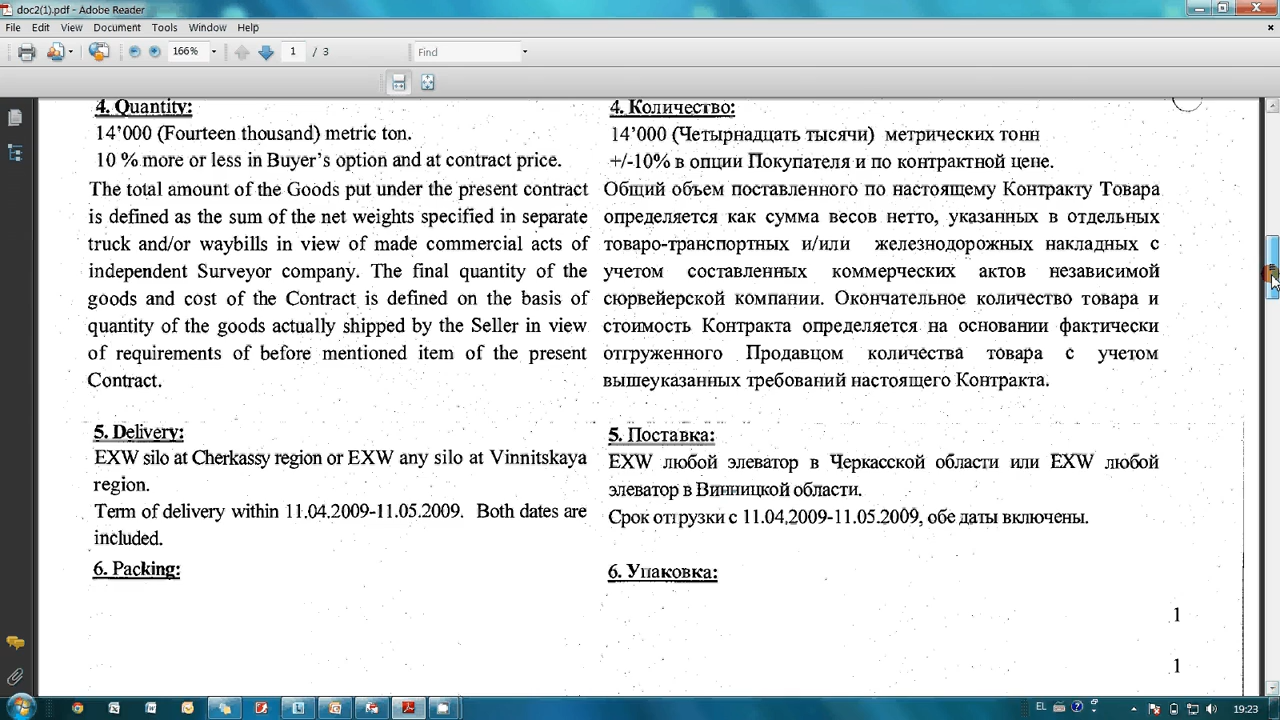 doc2(1).pdf - Adobe Reader
File Edit View Document Tools Window Help
166% 1 / 3 Find
4. Quantity:
14’000 (Fourteen thousand) metric ton.
10 % more or less in Buyer’s option and at contract price.
The total amount of the Goods put under the present contract
is defined as the sum of the net weights specified in separate
truck and/or waybills in view of made commercial acts of
independent Surveyor company. The final quantity of the
goods and cost of the Contract is defined on the basis of
quantity of the goods actually shipped by the Seller in view
of requirements of before mentioned item of the present
Contract.
5. Delivery:
EXW silo at Cherkassy region or EXW any silo at Vinnitskaya
region.
Term of delivery within 11.04.2009-11.05.2009. Both dates are
included.
6. Packing:
4. Количество:
14’000 (Четырнадцать тысячи) метрических тонн
+/-10% в опции Покупателя и по контрактной цене.
Общий объем поставленного по настоящему Контракту Товара
определяется как сумма весов нетто, указанных в отдельных
товаро-транспортных и/или железнодорожных накладных с
учетом составленных коммерческих актов независимой
сюрвейерской компании. Окончательное количество товара и
стоимость Контракта определяется на основании фактически
отгруженного Продавцом количества товара с учетом
вышеуказанных требований настоящего Контракта.
5. Поставка:
EXW любой элеватор в Черкасской области или EXW любой
элеватор в Винницкой области.
Срок отгрузки с 11.04,2009-11.05.2009, обе даты включены.
6. Упаковка:
1
1
EL 19:23